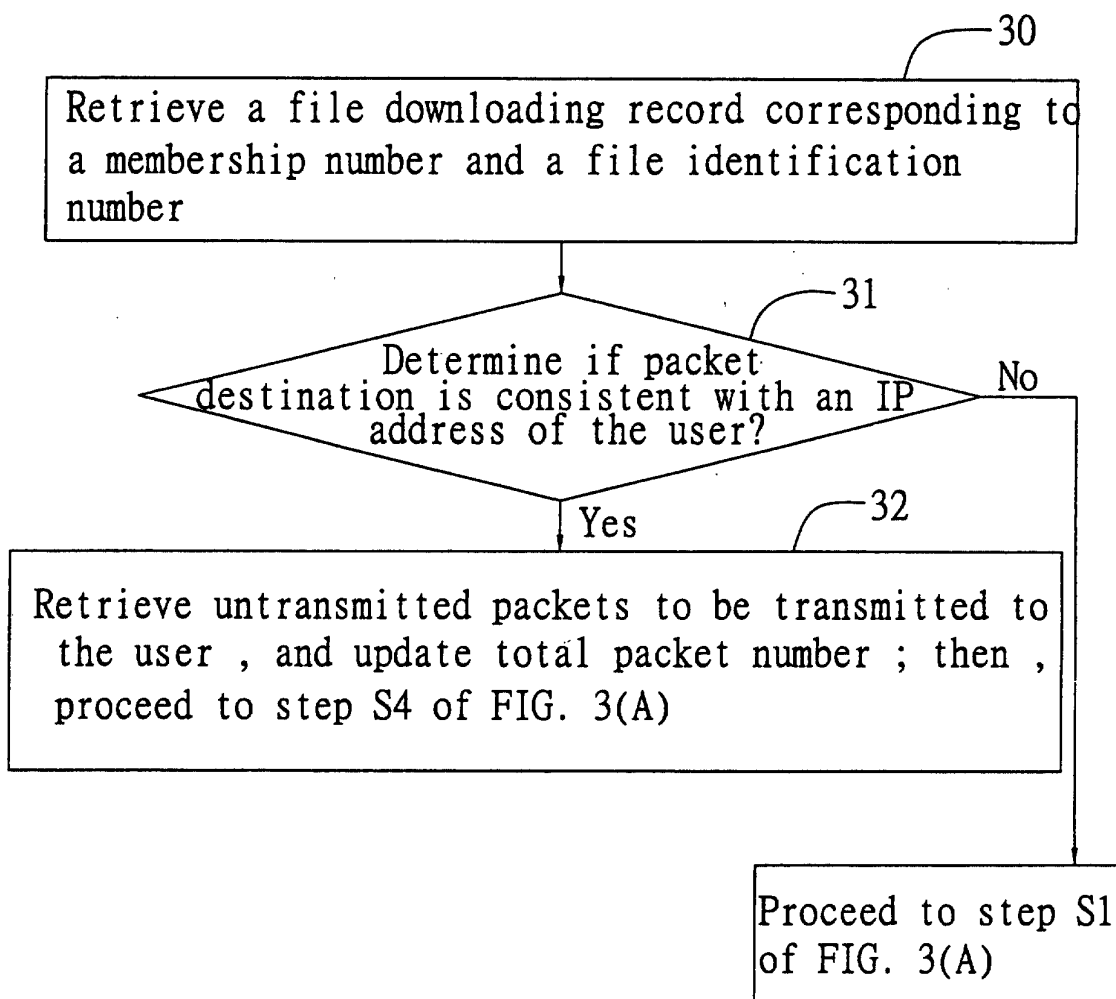 30
Retrieve a file downloading record corresponding to
a membership number and a file identification
number
31
Determine if packet
destination is consistent with an IP
address of the user?
No
Yes
32
Retrieve untransmitted packets to be transmitted to
the user , and update total packet number ; then ,
proceed to step S4 of FIG. 3(A)
Proceed to step S1
of FIG. 3(A)